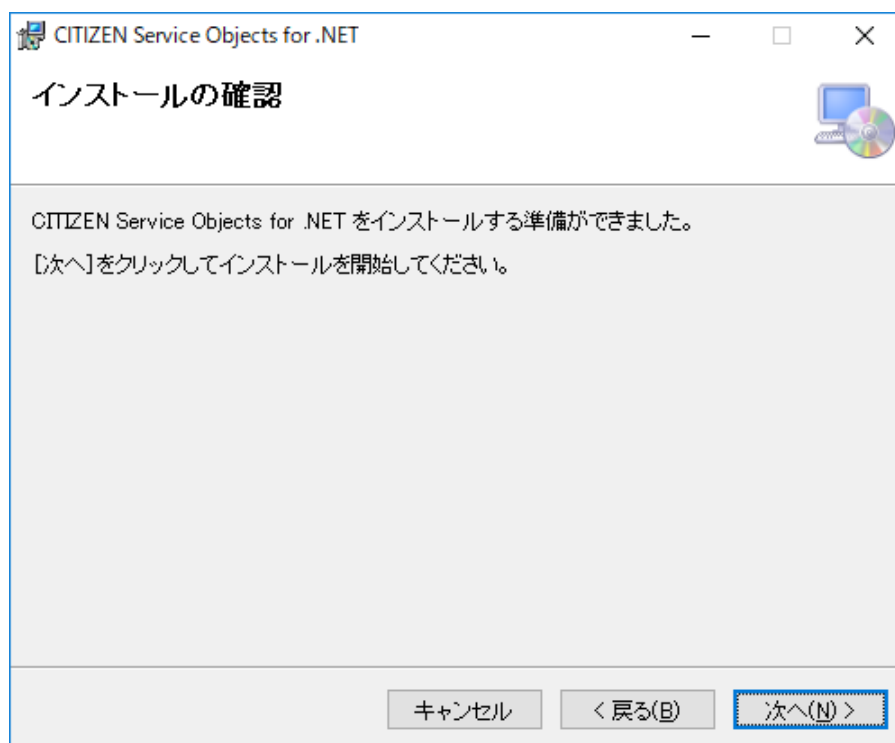 CITIZEN Service Objects for .NET
インストールの確認
CITIZEN Service Objects for .NET をインストールする準備ができました。
[次へ]をクリックしてインストールを開始してください。
キャンセル
< 戻る(B)
次へ(N) >